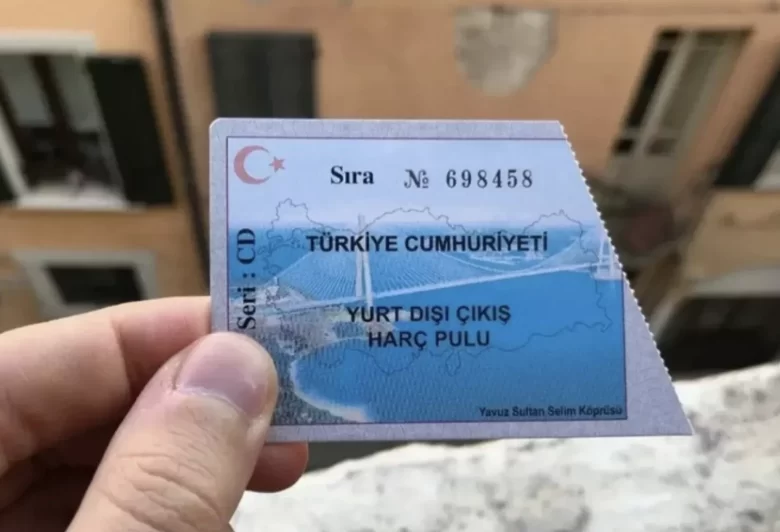 Sıra № 698458
Seri : CD
TÜRKİYE CUMHURİYETİ
YURT DIŞI ÇIKIŞ
HARÇ PULU
Yavuz Sultan Selim Köprüsü